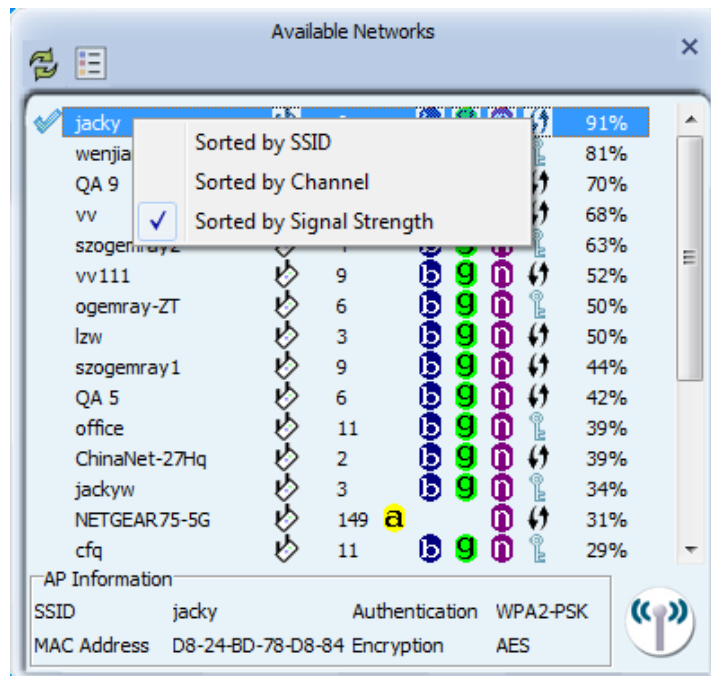 Available Networks
jacky 91%
wenjia 81%
QA 9 70%
vv 68%
63%
vv111 9 b g n 52%
ogemray-ZT 6 b g n 50%
lzw 3 b g n 50%
szogemray1 9 b g n 44%
QA 5 6 b g n 42%
office 11 b g n 39%
ChinaNet-27Hq 2 b g n 39%
jackyw 3 b g n 34%
NETGEAR75-5G 149 a n 31%
cfq 11 b g n 29%
Sorted by SSID
Sorted by Channel
Sorted by Signal Strength
AP Information
SSID jacky Authentication WPA2-PSK
MAC Address D8-24-BD-78-D8-84 Encryption AES